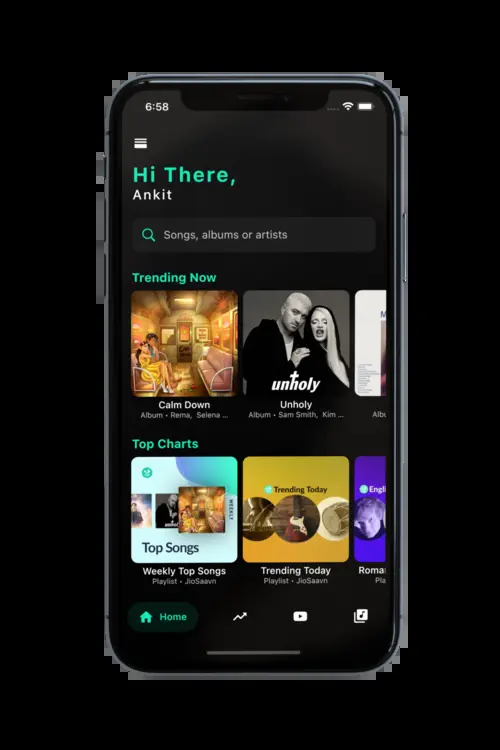 6:58
Hi There,
Ankit
Songs, albums or artists
Trending Now
unholy
M
Calm Down
Unholy
Album • Rema, Selena ...
Album • Sam Smith, Kim ...
Albu
Top Charts
Trending Today
Engli
WEEKLY
Top Songs
Weekly Top Songs
Trending Today
Roma
Playlist • JioSaavn
Playlist • JioSaavn
Pla
Home